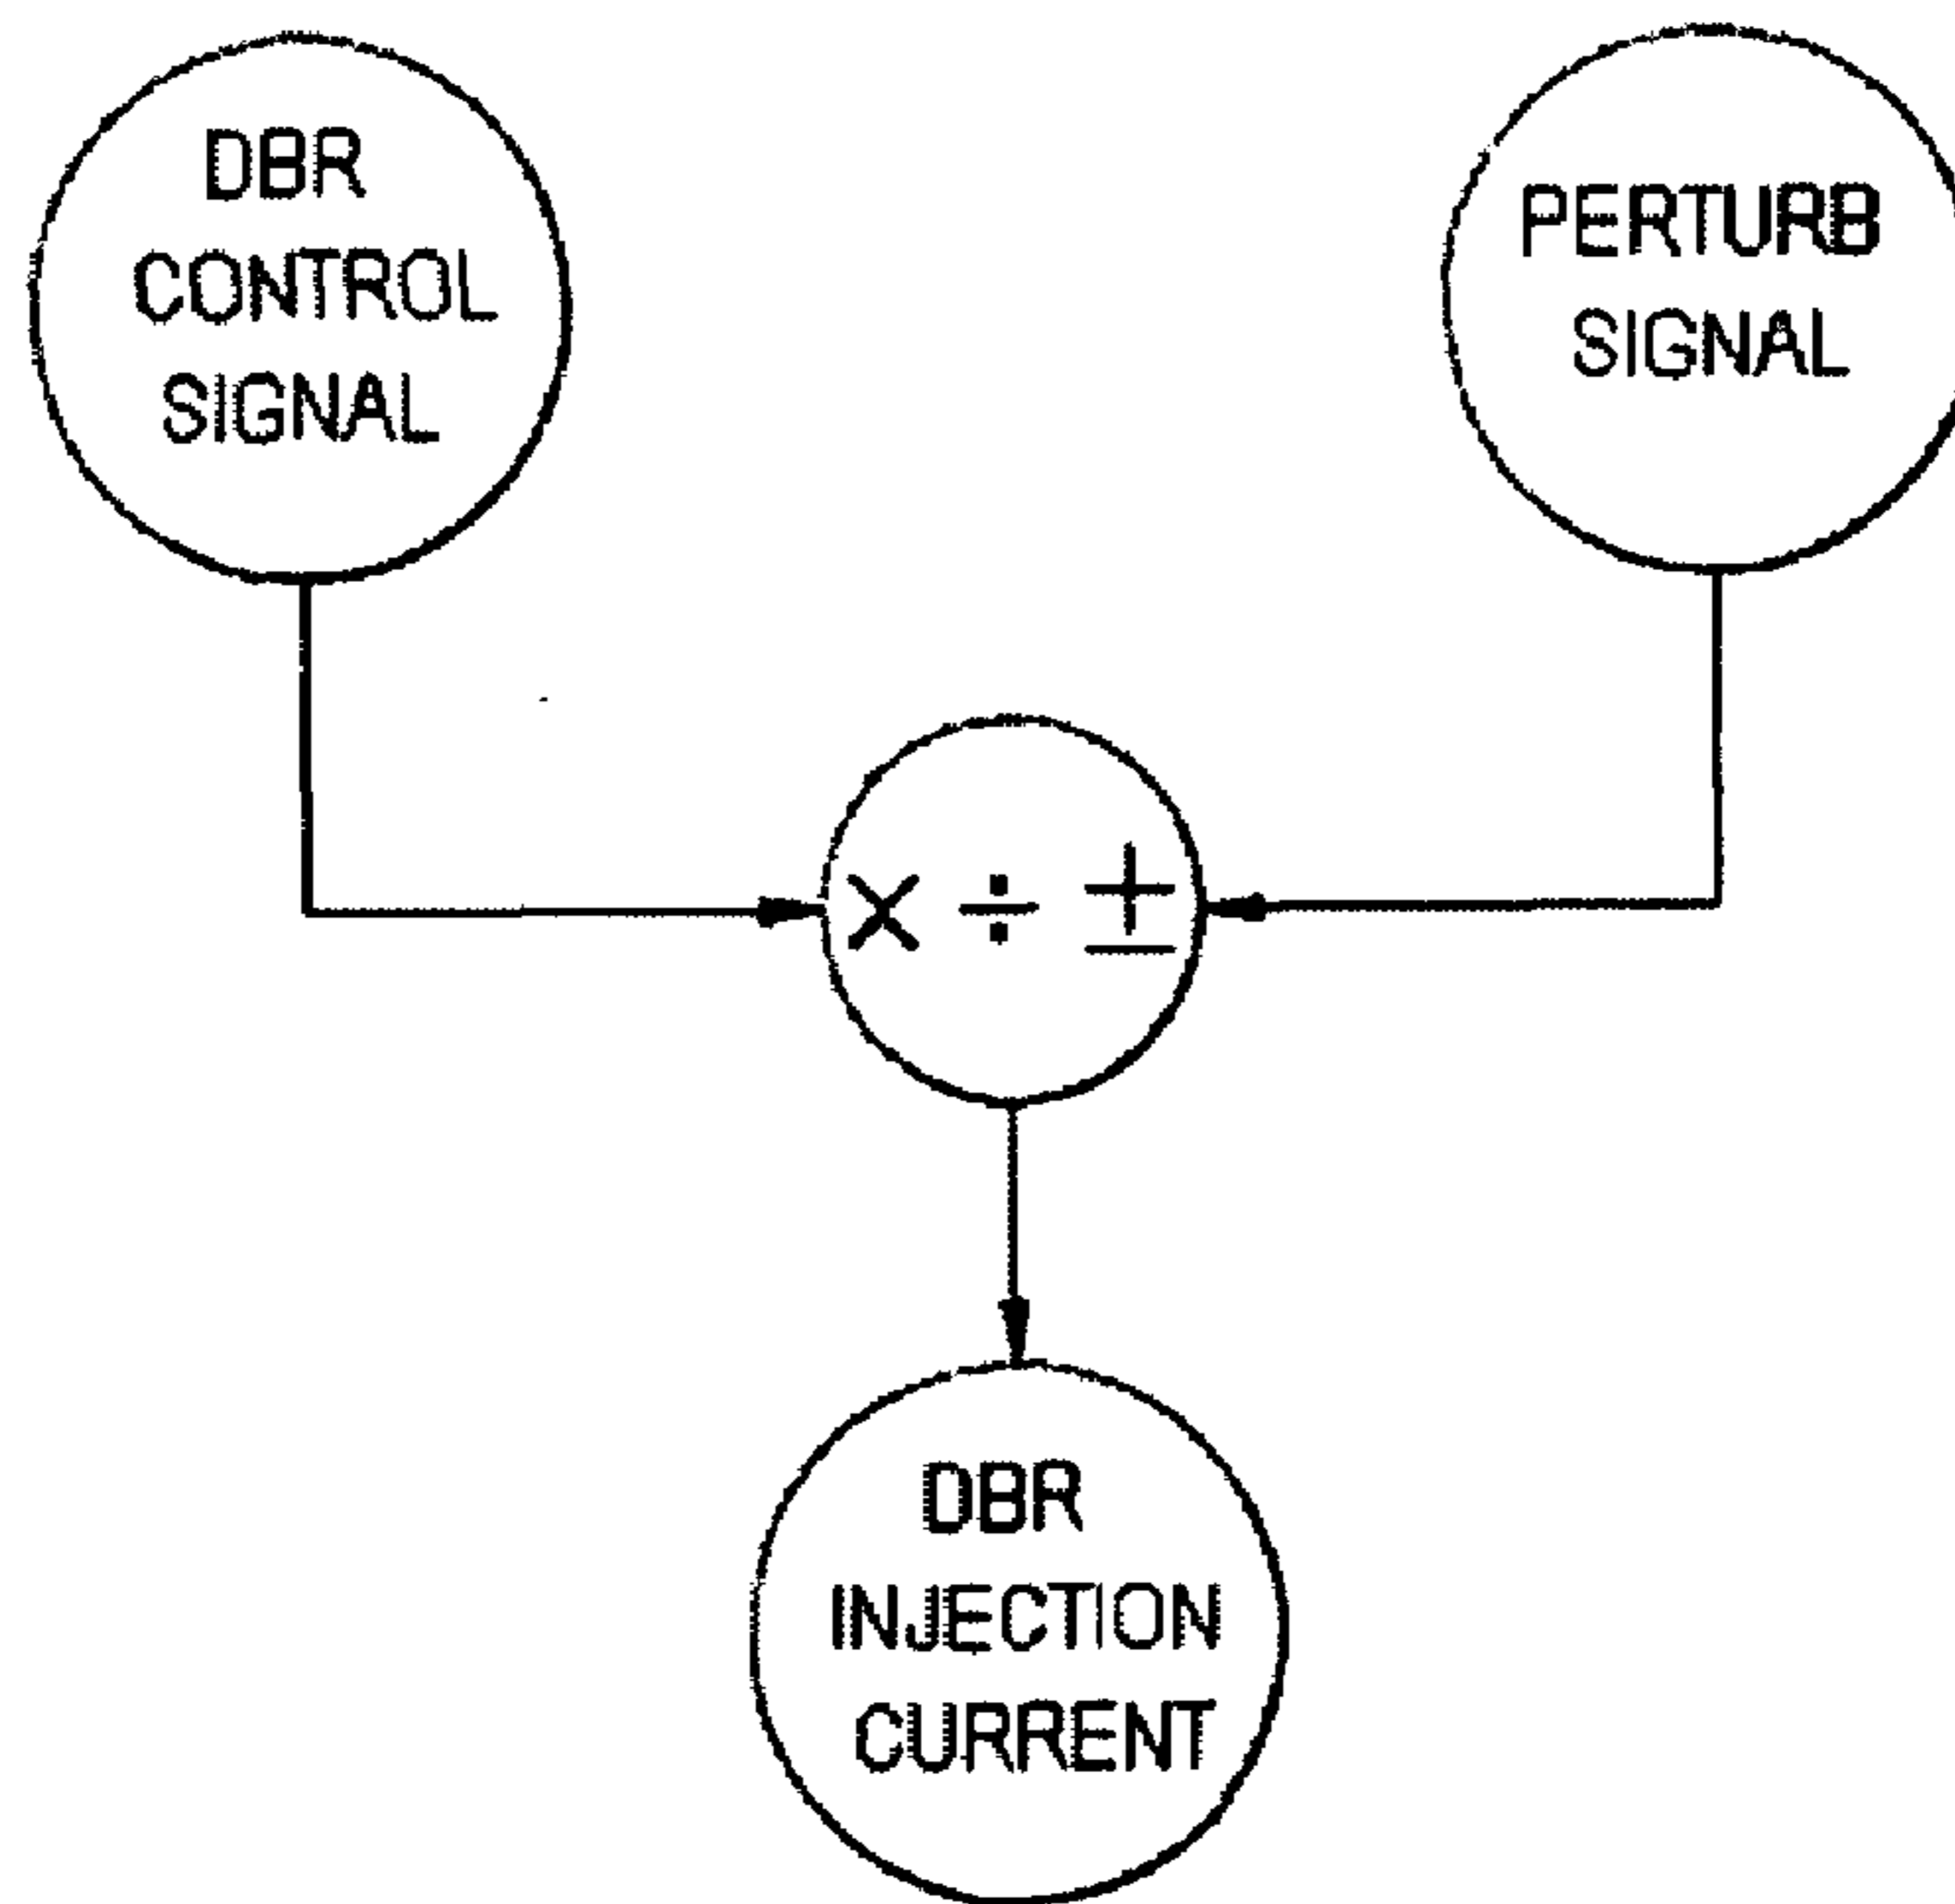 DBR
CONTROL
SIGNAL
PERTURB
SIGNAL
× ÷ ±
DBR
INJECTION
CURRENT